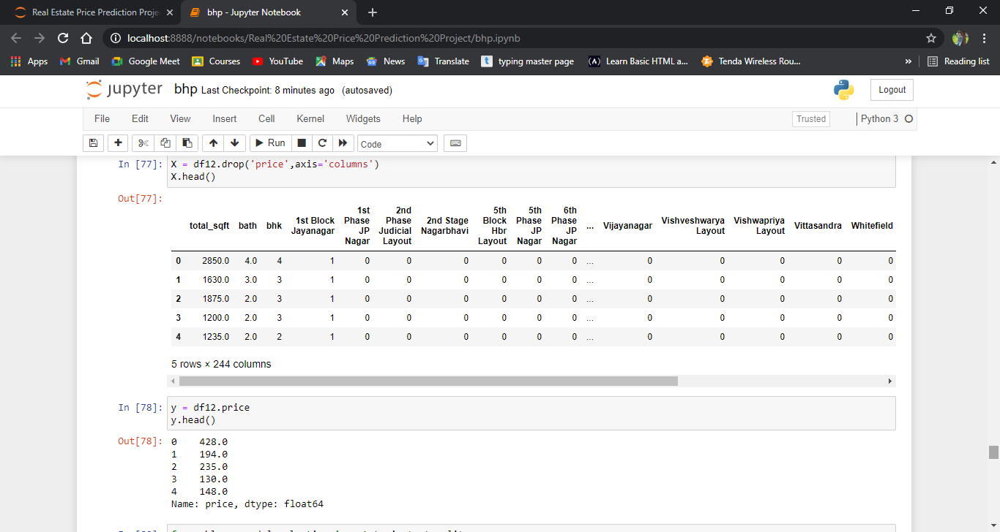 Real Estate Price Prediction Proje
bhp - Jupyter Notebook
localhost:8888/notebooks/Real%20Estate%20Price%20Prediction%20Project/bhp.ipynb
Apps Gmail Google Meet Courses YouTube Maps News Translate t typing master page Learn Basic HTML a... Tenda Wireless Rou... » Reading list
jupyter bhp Last Checkpoint: 8 minutes ago (autosaved) Logout
File Edit View Insert Cell Kernel Widgets Help Trusted Python 3
Run Code
In [77]: X = df12.drop('price',axis='columns')
X.head()
Out[77]:
total_sqft bath bhk 1st Block Jayanagar 1st Phase JP Nagar 2nd Phase Judicial Layout 2nd Stage Nagarbhavi 5th Block Hbr Layout 5th Phase JP Nagar 6th Phase JP Nagar ... Vijayanagar Vishveshwarya Layout Vishwapriya Layout Vittasandra Whitefield
0 2850.0 4.0 4 1 0 0 0 0 0 0 ... 0 0 0 0 0
1 1630.0 3.0 3 1 0 0 0 0 0 0 ... 0 0 0 0 0
2 1875.0 2.0 3 1 0 0 0 0 0 0 ... 0 0 0 0 0
3 1200.0 2.0 3 1 0 0 0 0 0 0 ... 0 0 0 0 0
4 1235.0 2.0 2 1 0 0 0 0 0 0 ... 0 0 0 0 0
5 rows × 244 columns
In [78]: y = df12.price
y.head()
Out[78]: 0 428.0
1 194.0
2 235.0
3 130.0
4 148.0
Name: price, dtype: float64